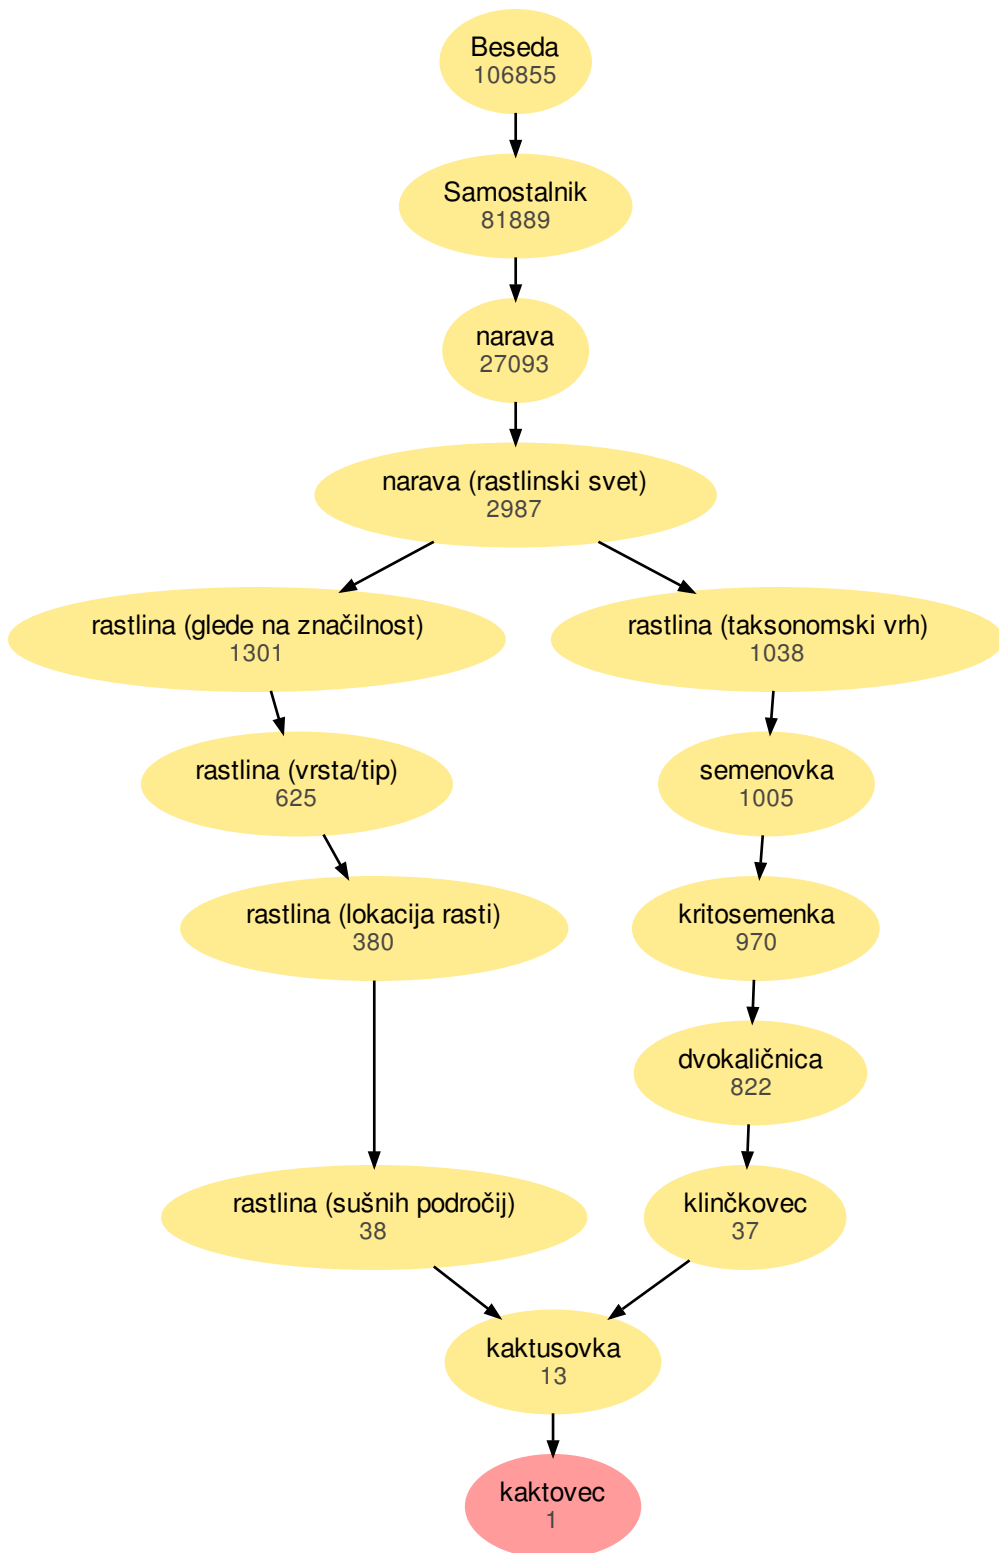 Beseda
106855
Samostalnik
81889
narava
27093
narava (rastlinski svet)
2987
rastlina (glede na značilnost)
1301
rastlina (taksonomski vrh)
1038
rastlina (vrsta/tip)
625
semenovka
1005
rastlina (lokacija rasti)
380
kritosemenka
970
dvokaličnica
822
rastlina (sušnih področij)
38
klinčkovec
37
kaktusovka
13
kaktovec
1